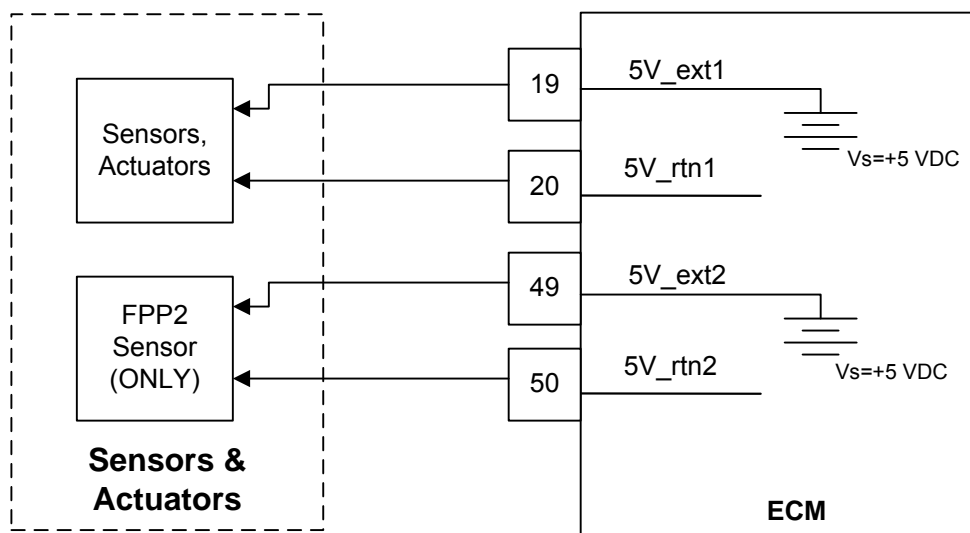 Sensors,
Actuators
FPP2
Sensor
(ONLY)
Sensors &
Actuators
19
20
49
50
5V_ext1
Vs=+5 VDC
5V_rtn1
5V_ext2
Vs=+5 VDC
5V_rtn2
ECM